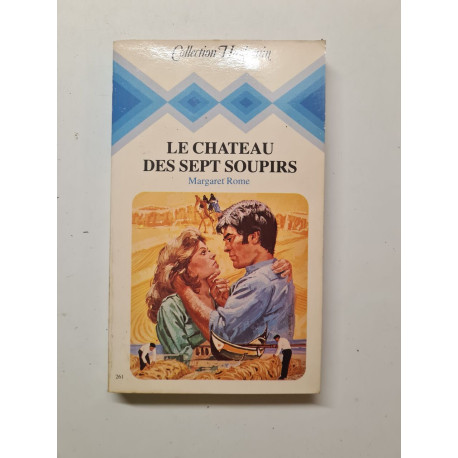 Collection Harlequin
LE CHATEAU
DES SEPT SOUPIRS
Margaret Rome